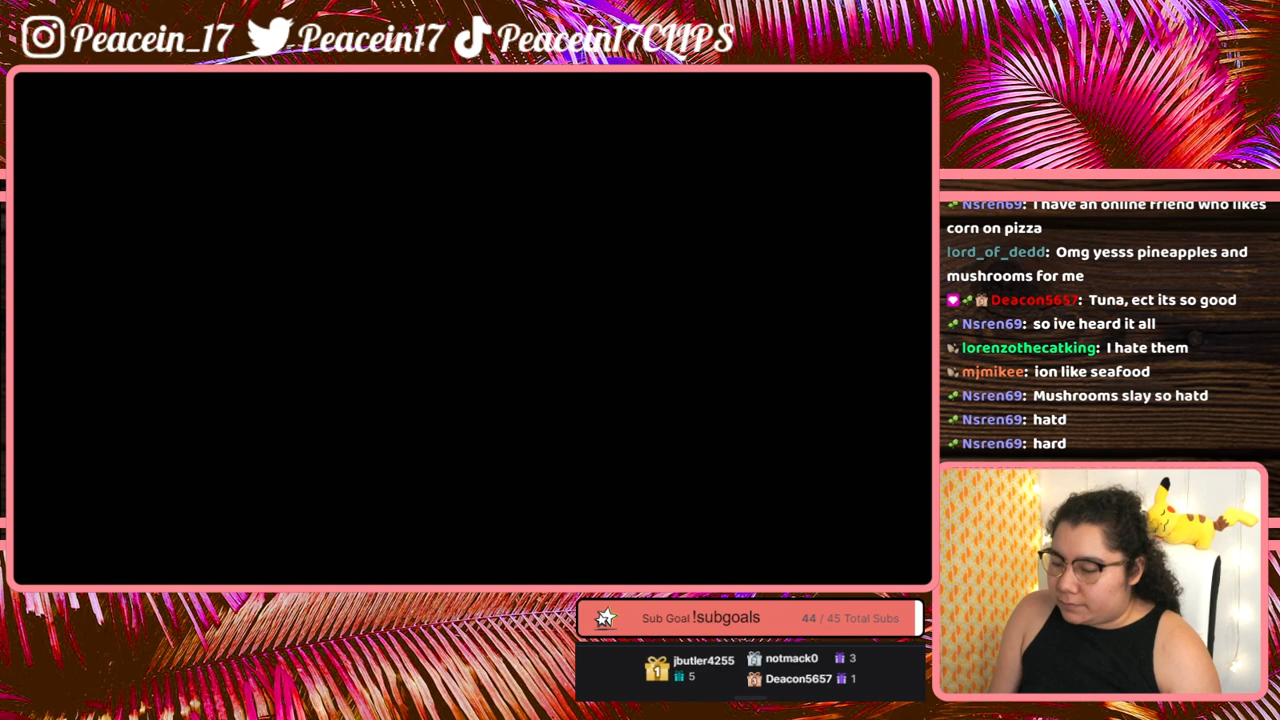 Peacein_17 Peacein17 Peacein17CLIPS
Nsren69: I have an online friend who likes
corn on pizza
lord_of_dedd: Omg yesss pineapples and
mushrooms for me
Deacon5657: Tuna, ect its so good
Nsren69: so ive heard it all
lorenzothecatking: I hate them
mjmikee: ion like seafood
Nsren69: Mushrooms slay so hatd
Nsren69: hatd
Nsren69: hard
Sub Goal !subgoals 44 / 45 Total Subs
1 jbutler4255 5
2 notmack0 3
3 Deacon5657 1